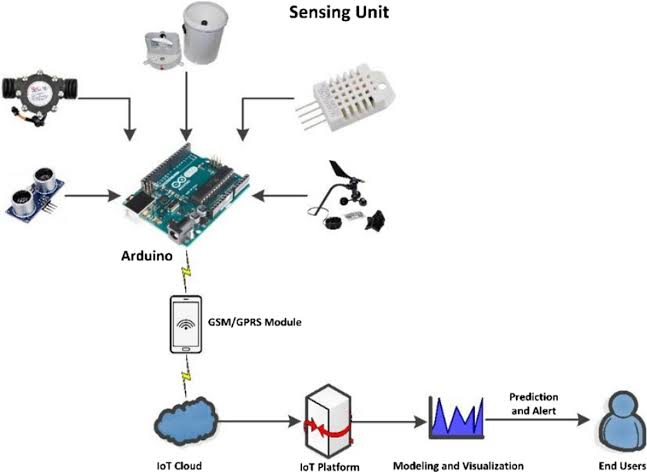 Sensing Unit
Arduino
GSM/GPRS Module
Prediction
and Alert
IoT Cloud
IoT Platform
Modeling and Visualization
End Users